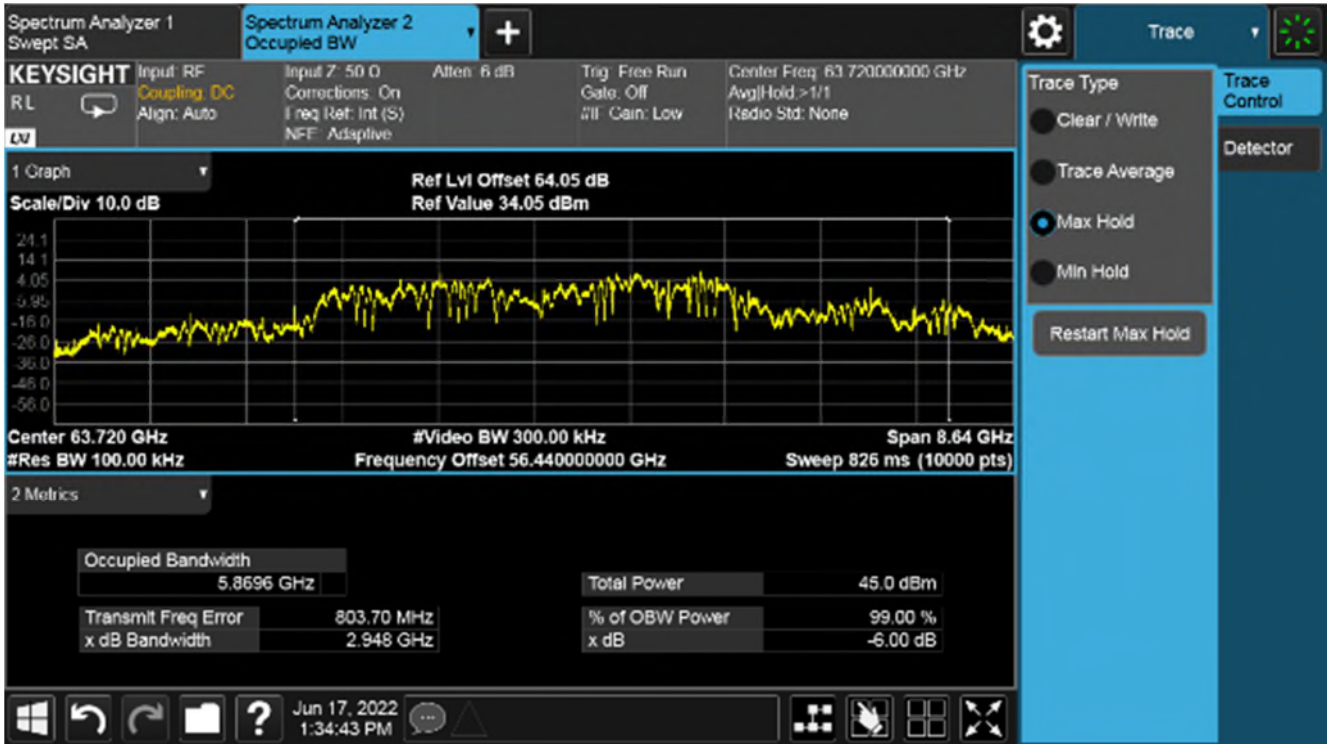 Spectrum Analyzer 1
Swept SA
Spectrum Analyzer 2
Occupied BW
+
Trace
KEYSIGHT
RL
LXI
Input: RF
Coupling: DC
Align: Auto
Input Z: 50 Ω
Corrections: On
Freq Ref: Int (S)
NFE: Adaptive
Atten: 6 dB
Trig: Free Run
Gate: Off
#IF Gain: Low
Center Freq: 63.720000000 GHz
Avg|Hold:>1/1
Radio Std: None
Trace Type
Clear / Write
Trace Average
Max Hold
Min Hold
Restart Max Hold
Trace
Control
Detector
1 Graph
Scale/Div 10.0 dB
Ref Lvl Offset 64.05 dB
Ref Value 34.05 dBm
24.1
14.1
4.05
-5.95
-16.0
-26.0
-36.0
-46.0
-56.0
Center 63.720 GHz
#Video BW 300.00 kHz
Span 8.64 GHz
#Res BW 100.00 kHz
Frequency Offset 56.440000000 GHz
Sweep 826 ms (10000 pts)
2 Metrics
Occupied Bandwidth
5.8696 GHz
Total Power 45.0 dBm
Transmit Freq Error 803.70 MHz
% of OBW Power 99.00 %
x dB Bandwidth 2.948 GHz
x dB -6.00 dB
?
Jun 17, 2022
1:34:43 PM